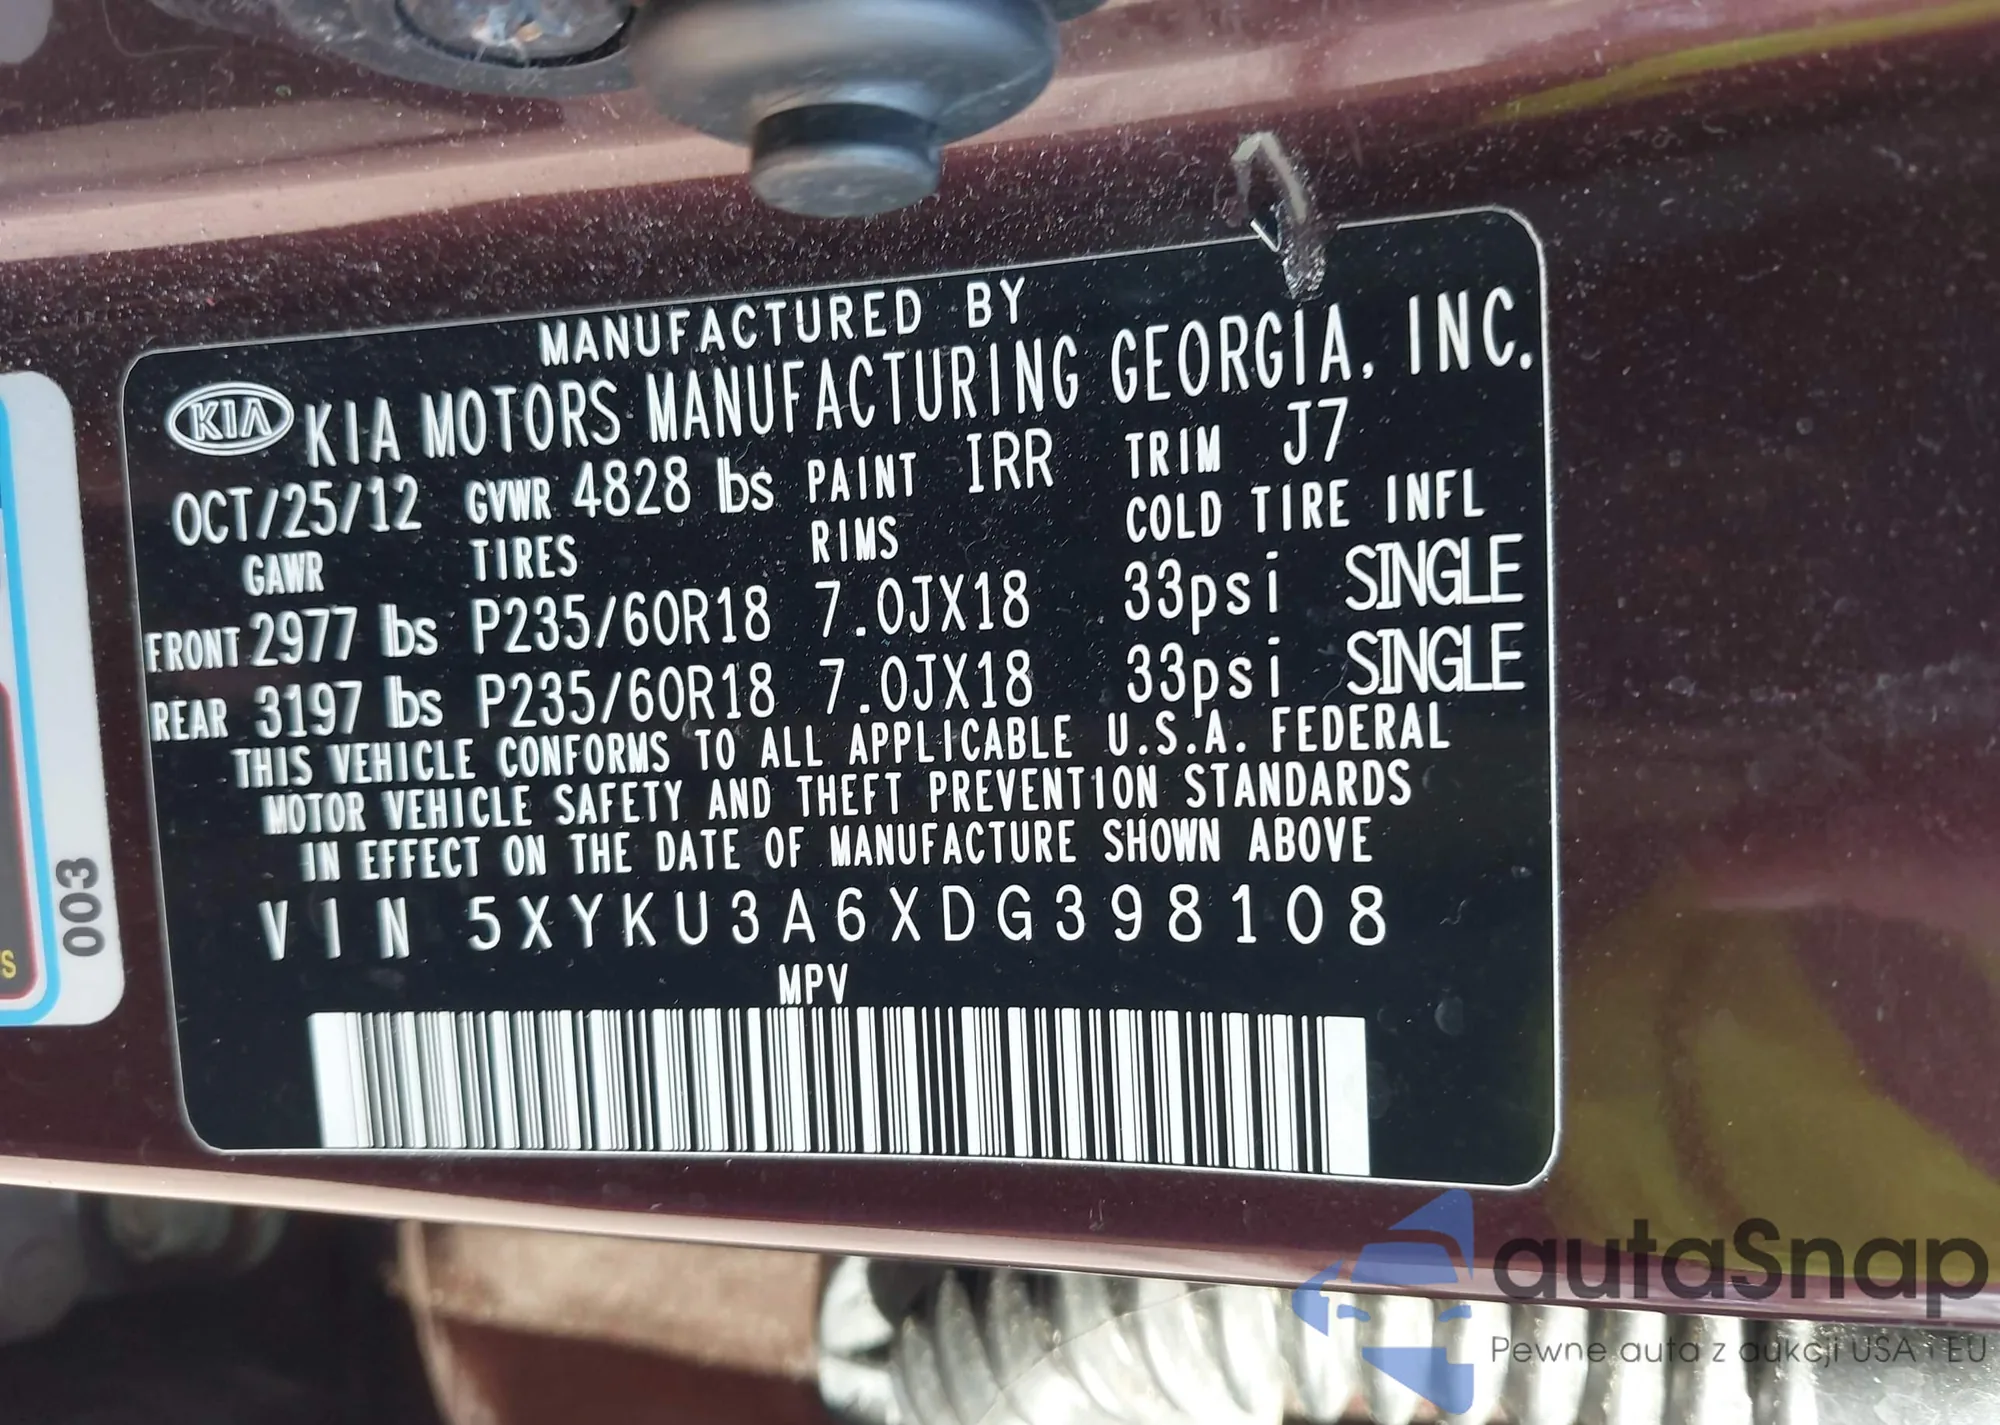 MANUFACTURED BY
KIA KIA MOTORS MANUFACTURING GEORGIA, INC.
OCT/25/12 GVWR 4828 lbs PAINT IRR TRIM J7
GAWR TIRES RIMS COLD TIRE INFL
FRONT 2977 lbs P235/60R18 7.0JX18 33psi SINGLE
REAR 3197 lbs P235/60R18 7.0JX18 33psi SINGLE
THIS VEHICLE CONFORMS TO ALL APPLICABLE U.S.A. FEDERAL
MOTOR VEHICLE SAFETY AND THEFT PREVENTION STANDARDS
IN EFFECT ON THE DATE OF MANUFACTURE SHOWN ABOVE
VIN 5XYKU3A6XDG398108
MPV
003
autaSnap
Pewne auta z aukcji USA i EU